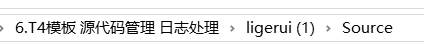 › 6.T4模板 源代码管理 日志处理 › ligerui (1) › Source